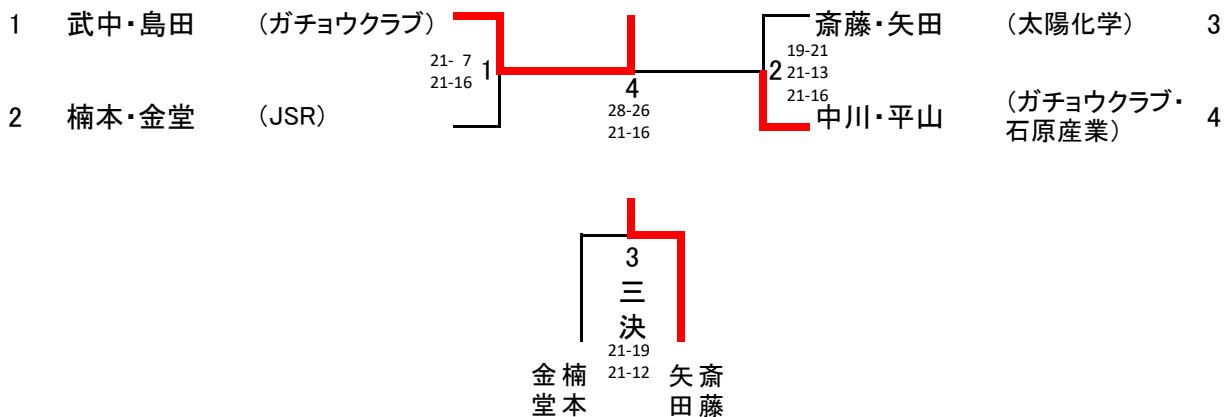 1 武中・島田 (ガチョウクラブ)
斎藤・矢田 (太陽化学) 3
21- 7
21-16
1
19-21
21-13
21-16
2
4
28-26
21-16
2 楠本・金堂 (JSR)
中川・平山 (ガチョウクラブ・
石原産業) 4
3
三
決
21-19
21-12
楠本
金堂
斎藤
矢田